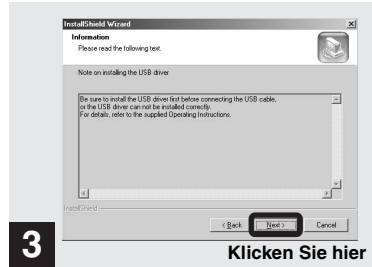 InstallShield Wizard
Information
Please read the following text.
Note on installing the USB driver
Be sure to install the USB driver first before connecting the USB cable,
or the USB driver can not be installed correctly.
For details, refer to the supplied Operating Instructions.
InstallShield
< Back Next > Cancel
3
Klicken Sie hier